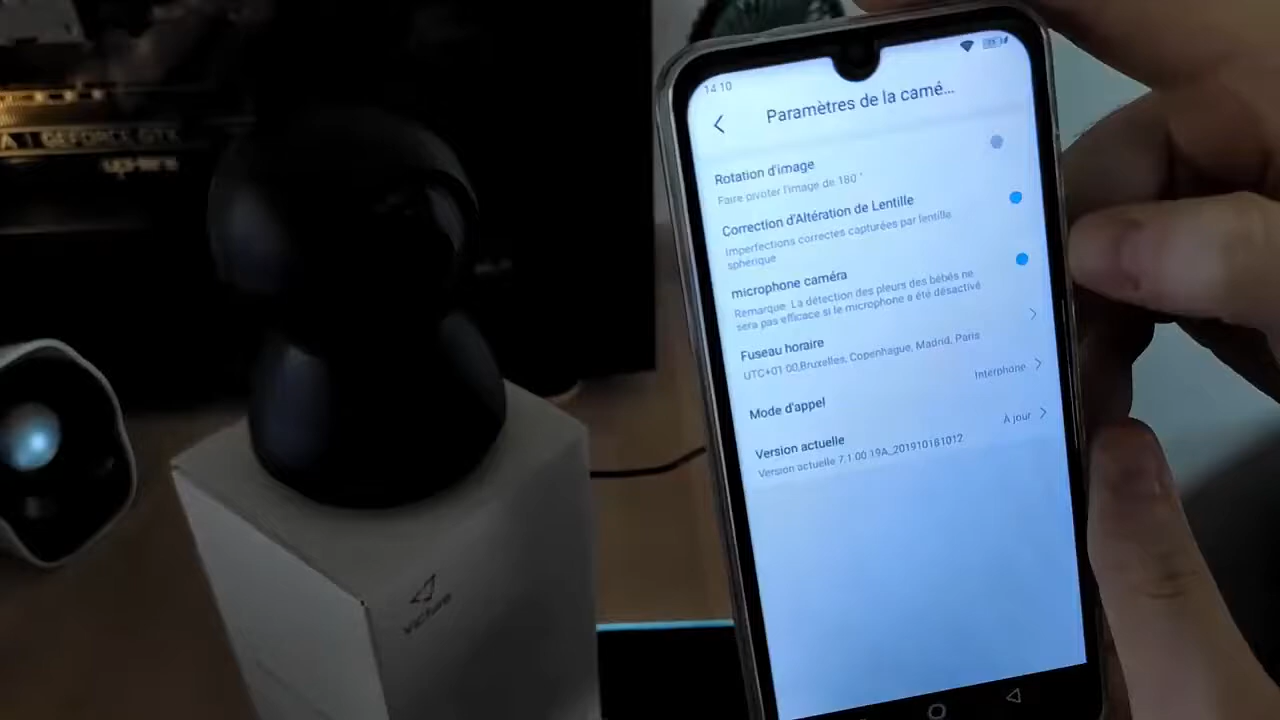 14 10
Paramètres de la camé...
Rotation d'image
Faire pivoter l'image de 180 °
Correction d'Altération de Lentille
Imperfections correctes capturées par lentille
sphérique
microphone caméra
Remarque: La détection des pleurs des bébés ne
sera pas efficace si le microphone a été désactivé
Fuseau horaire
UTC+01 00,Bruxelles, Copenhague, Madrid, Paris
Mode d'appel
Interphone
Version actuelle
À jour
Version actuelle 7.1.00.19A_201910181012
GEFORCE GTX
victure